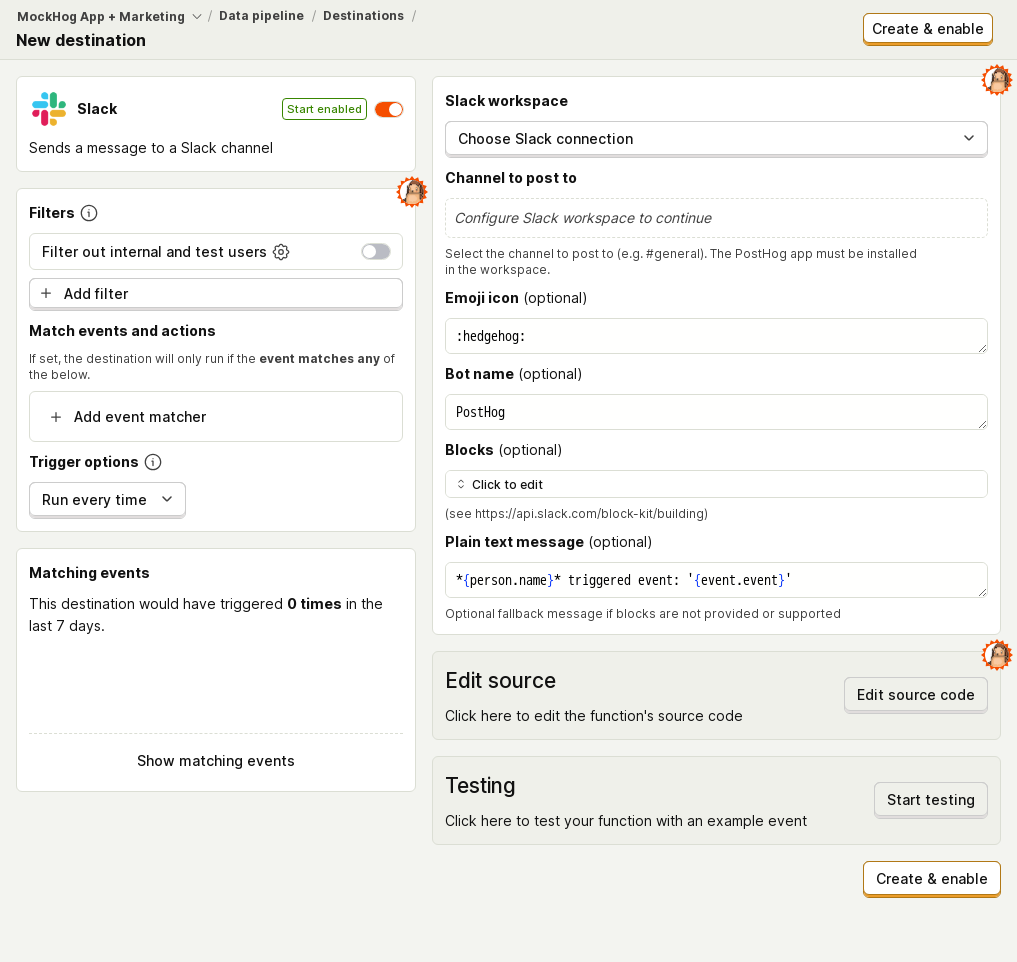 MockHog App + Marketing / Data pipeline / Destinations /
New destination
Create & enable
Slack
Start enabled
Sends a message to a Slack channel
Filters
Filter out internal and test users
+ Add filter
Match events and actions
If set, the destination will only run if the event matches any of
the below.
+ Add event matcher
Trigger options
Run every time
Matching events
This destination would have triggered 0 times in the
last 7 days.
Show matching events
Slack workspace
Choose Slack connection
Channel to post to
Configure Slack workspace to continue
Select the channel to post to (e.g. #general). The PostHog app must be installed
in the workspace.
Emoji icon (optional)
:hedgehog:
Bot name (optional)
PostHog
Blocks (optional)
Click to edit
(see https://api.slack.com/block-kit/building)
Plain text message (optional)
*{person.name}* triggered event: '{event.event}'
Optional fallback message if blocks are not provided or supported
Edit source
Click here to edit the function's source code
Edit source code
Testing
Click here to test your function with an example event
Start testing
Create & enable